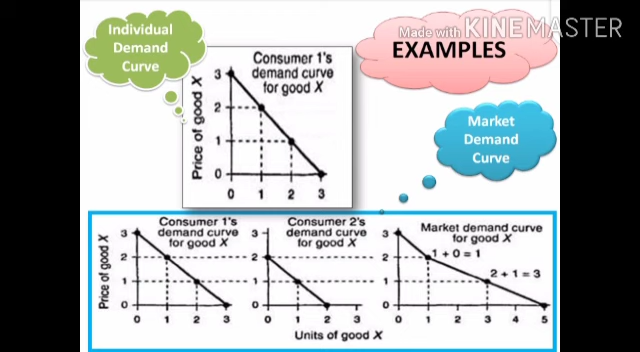 Individual
Demand
Curve
Made with KINEMASTER
EXAMPLES
Consumer 1's
demand curve
for good X
Price of good X
3
2
1
0
0 1 2 3
Market
Demand
Curve
Consumer 1's
demand curve
for good X
Price of good X
3
2
1
0
0 1 2 3
Consumer 2's
demand curve
for good X
3
2
1
0
0 1 2 3
Market demand curve
for good X
3
2
1
0
1 + 0 = 1
2 + 1 = 3
0 1 2 3 4 5
Units of good X